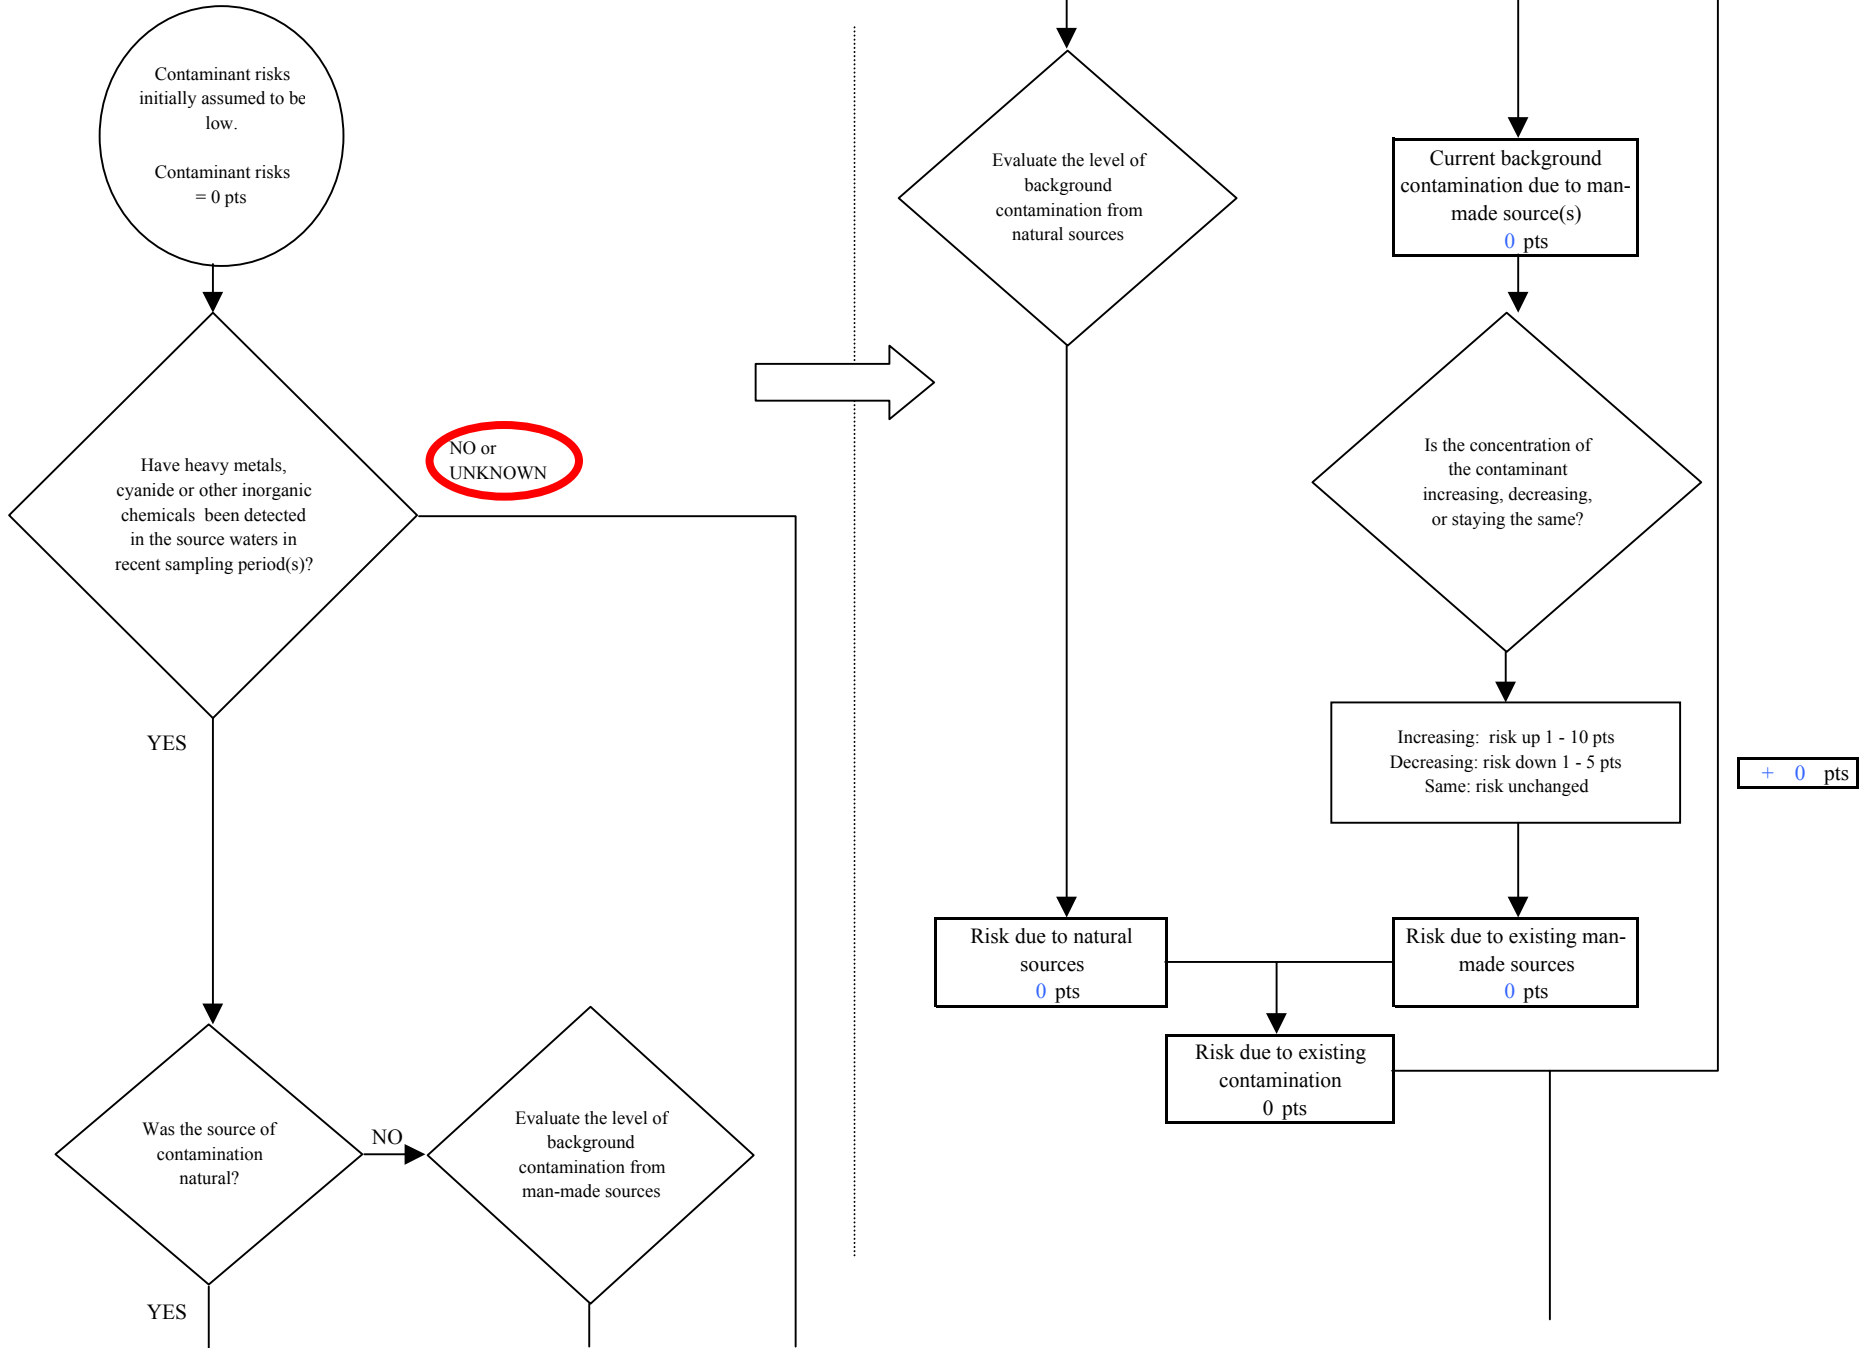 Contaminant risks
initially assumed to be
low.
Contaminant risks
= 0 pts
Have heavy metals,
cyanide or other inorganic
chemicals been detected
in the source waters in
recent sampling period(s)?
NO or
UNKNOWN
YES
Was the source of
contamination
natural?
NO
Evaluate the level of
background
contamination from
man-made sources
YES
Evaluate the level of
background
contamination from
natural sources
Current background
contamination due to man-
made source(s)
0 pts
Is the concentration of
the contaminant
increasing, decreasing,
or staying the same?
Increasing: risk up 1 - 10 pts
Decreasing: risk down 1 - 5 pts
Same: risk unchanged
+ 0 pts
Risk due to natural
sources
0 pts
Risk due to existing man-
made sources
0 pts
Risk due to existing
contamination
0 pts